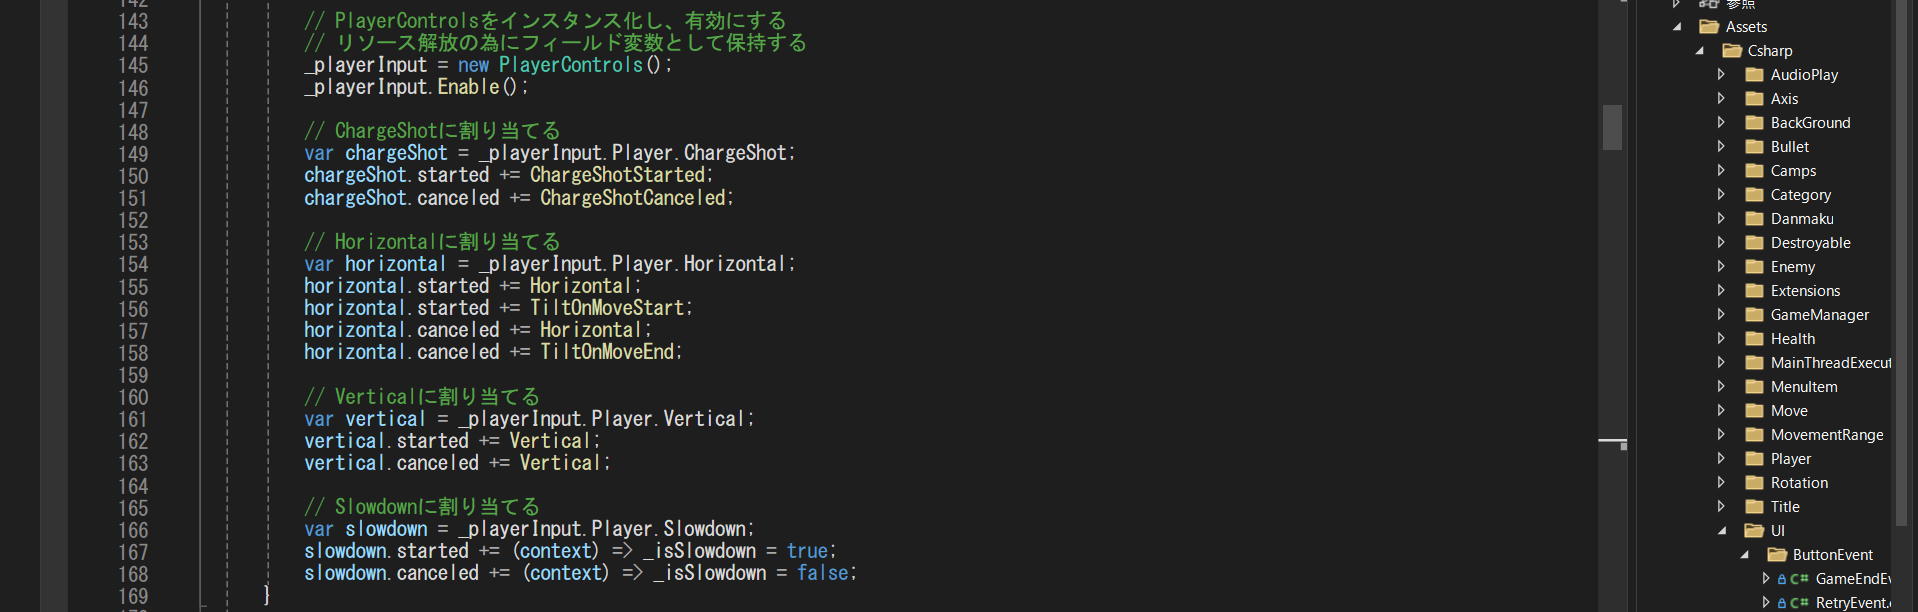 143 // PlayerControlsをインスタンス化し、有効にする
144 // リソース解放の為にフィールド変数として保持する
145 _playerInput = new PlayerControls();
146 _playerInput.Enable();
147
148 // ChargeShotに割り当てる
149 var chargeShot = _playerInput.Player.ChargeShot;
150 chargeShot.started += ChargeShotStarted;
151 chargeShot.canceled += ChargeShotCanceled;
152
153 // Horizontalに割り当てる
154 var horizontal = _playerInput.Player.Horizontal;
155 horizontal.started += Horizontal;
156 horizontal.started += TiltOnMoveStart;
157 horizontal.canceled += Horizontal;
158 horizontal.canceled += TiltOnMoveEnd;
159
160 // Verticalに割り当てる
161 var vertical = _playerInput.Player.Vertical;
162 vertical.started += Vertical;
163 vertical.canceled += Vertical;
164
165 // Slowdownに割り当てる
166 var slowdown = _playerInput.Player.Slowdown;
167 slowdown.started += (context) => _isSlowdown = true;
168 slowdown.canceled += (context) => _isSlowdown = false;
169 }
参照
Assets
Csharp
AudioPlay
Axis
BackGround
Bullet
Camps
Category
Danmaku
Destroyable
Enemy
Extensions
GameManager
Health
MainThreadExecut
MenuItem
Move
MovementRange
Player
Rotation
Title
UI
ButtonEvent
C# GameEndEv
C# RetryEvent.